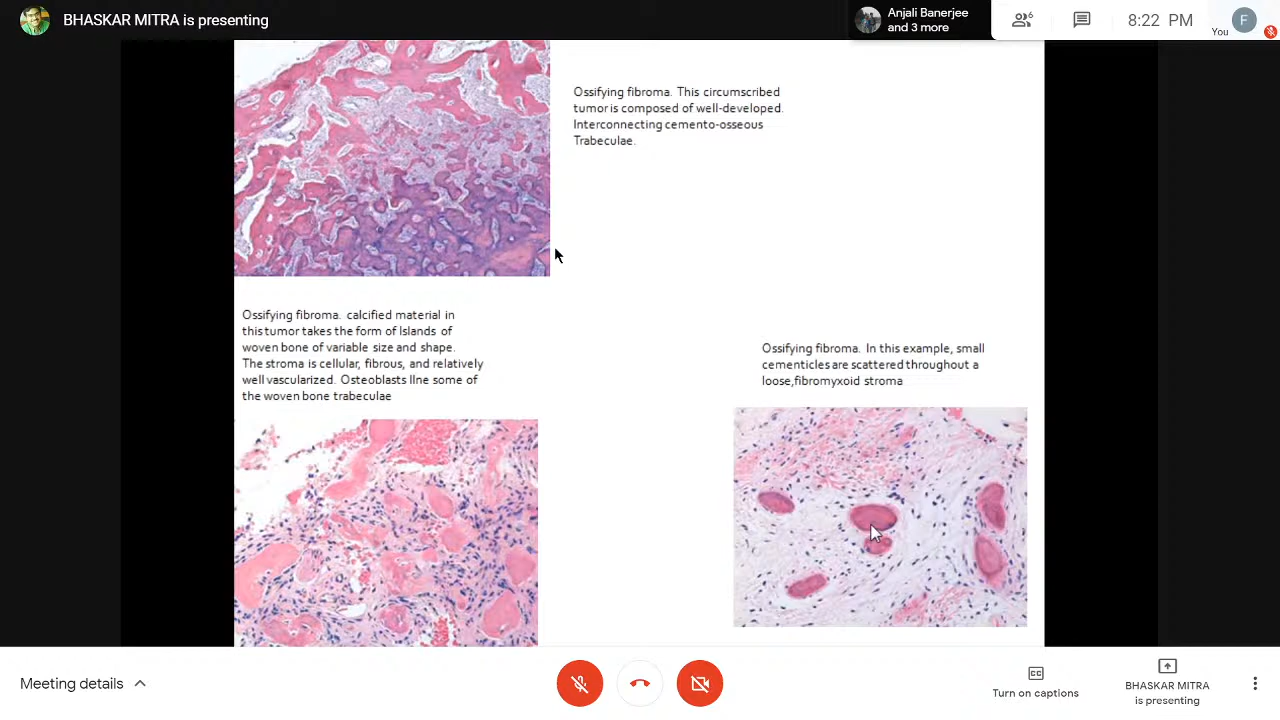 BHASKAR MITRA is presenting
Anjali Banerjee
and 3 more
6
8:22 PM
You
F
Ossifying fibroma. This circumscribed
tumor is composed of well-developed.
Interconnecting cemento-osseous
Trabeculae.
Ossifying fibroma. calcified material in
this tumor takes the form of Islands of
woven bone of variable size and shape.
The stroma is cellular, fibrous, and relatively
well vascularized. Osteoblasts lIne some of
the woven bone trabeculae
Ossifying fibroma. In this example, small
cementicles are scattered throughout a
loose,fibromyxoid stroma
Meeting details
CC
Turn on captions
BHASKAR MITRA
is presenting